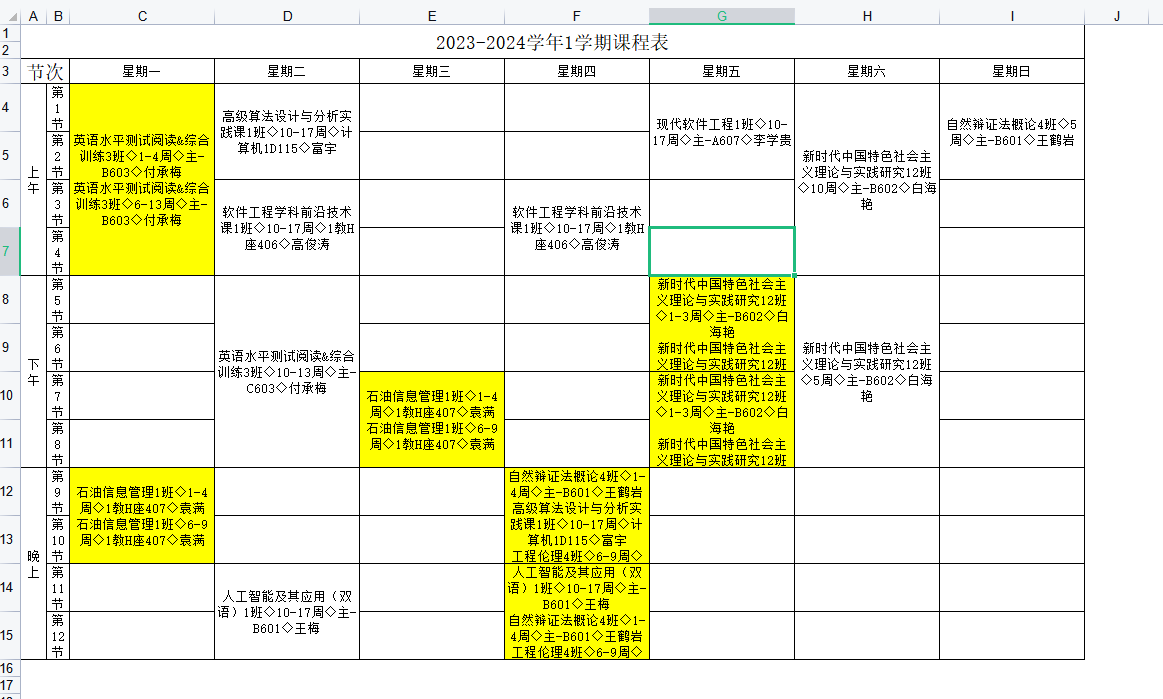 A B C D E F G H I J
1
2
2023-2024学年1学期课程表
3
节次 星期一 星期二 星期三 星期四 星期五 星期六 星期日
4
5
6
7
8
9
10
11
12
13
14
15
16
17
上午
下午
晚上
第1节
第2节
第3节
第4节
第5节
第6节
第7节
第8节
第9节
第10节
第11节
第12节
英语水平测试阅读&综合
训练3班◇1-4周◇主-
B603◇付承梅
英语水平测试阅读&综合
训练3班◇6-13周◇主-
B603◇付承梅
石油信息管理1班◇1-4
周◇1教H座407◇袁满
石油信息管理1班◇6-9
周◇1教H座407◇袁满
高级算法设计与分析实
践课1班◇10-17周◇计
算机1D115◇富宇
软件工程学科前沿技术
课1班◇10-17周◇1教H
座406◇高俊涛
英语水平测试阅读&综合
训练3班◇10-13周◇主-
C603◇付承梅
人工智能及其应用（双
语）1班◇10-17周◇主-
B601◇王梅
石油信息管理1班◇1-4
周◇1教H座407◇袁满
石油信息管理1班◇6-9
周◇1教H座407◇袁满
软件工程学科前沿技术
课1班◇10-17周◇1教H
座406◇高俊涛
自然辩证法概论4班◇1-
4周◇主-B601◇王鹤岩
高级算法设计与分析实
践课1班◇10-17周◇计
算机1D115◇富宇
工程伦理4班◇6-9周◇
人工智能及其应用（双
语）1班◇10-17周◇主-
B601◇王梅
自然辩证法概论4班◇1-
4周◇主-B601◇王鹤岩
工程伦理4班◇6-9周◇
现代软件工程1班◇10-
17周◇主-A607◇李学贵
新时代中国特色社会主
义理论与实践研究12班
◇1-3周◇主-B602◇白
海艳
新时代中国特色社会主
义理论与实践研究12班
新时代中国特色社会主
义理论与实践研究12班
◇1-3周◇主-B602◇白
海艳
新时代中国特色社会主
义理论与实践研究12班
新时代中国特色社会主
义理论与实践研究12班
◇10周◇主-B602◇白海
艳
新时代中国特色社会主
义理论与实践研究12班
◇5周◇主-B602◇白海
艳
自然辩证法概论4班◇5
周◇主-B601◇王鹤岩